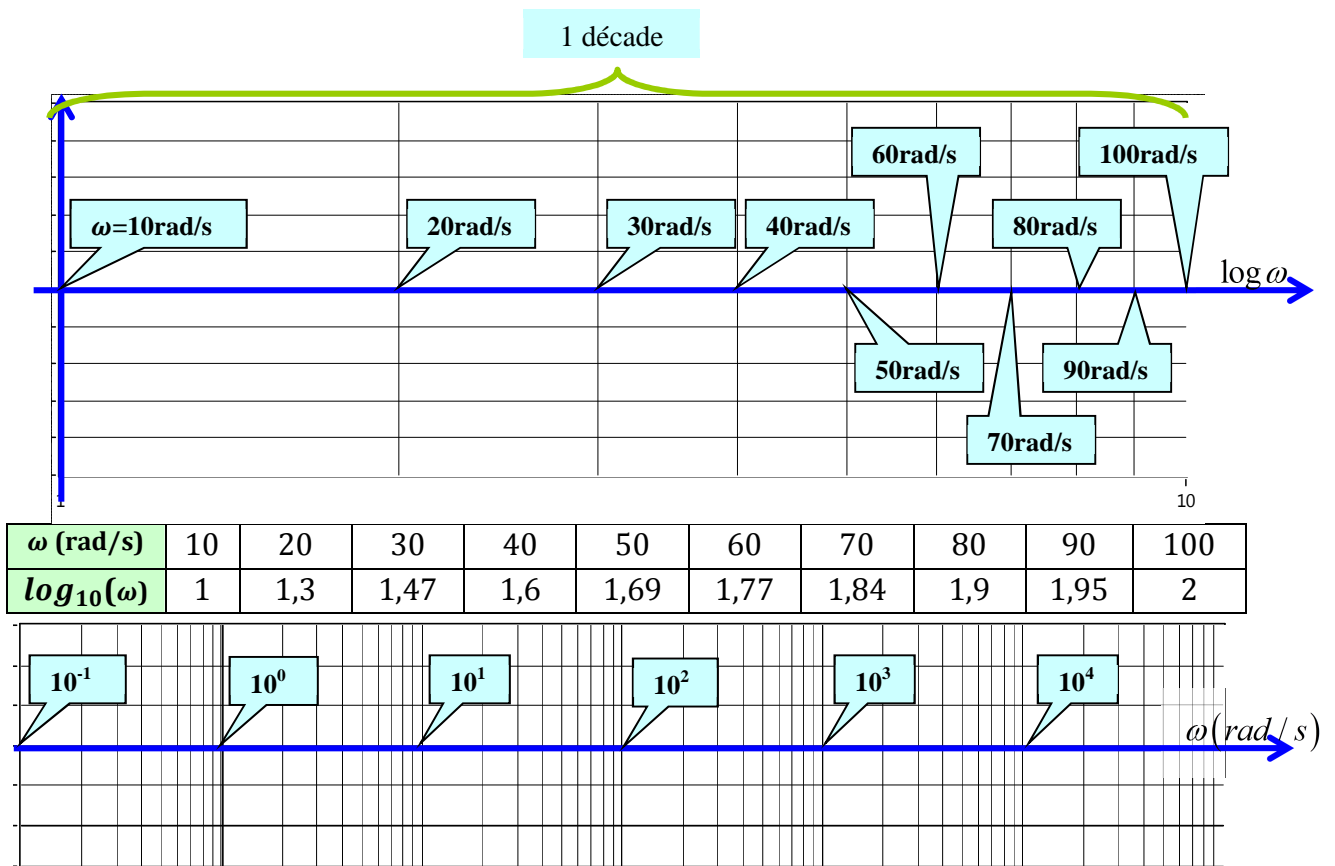 1 décade
60rad/s 100rad/s
ω=10rad/s 20rad/s 30rad/s 40rad/s 80rad/s
log ω
50rad/s 90rad/s
70rad/s
1 10
ω (rad/s) 10 20 30 40 50 60 70 80 90 100
log₁₀(ω) 1 1,3 1,47 1,6 1,69 1,77 1,84 1,9 1,95 2
10⁻¹ 10⁰ 10¹ 10² 10³ 10⁴
ω(rad/s)